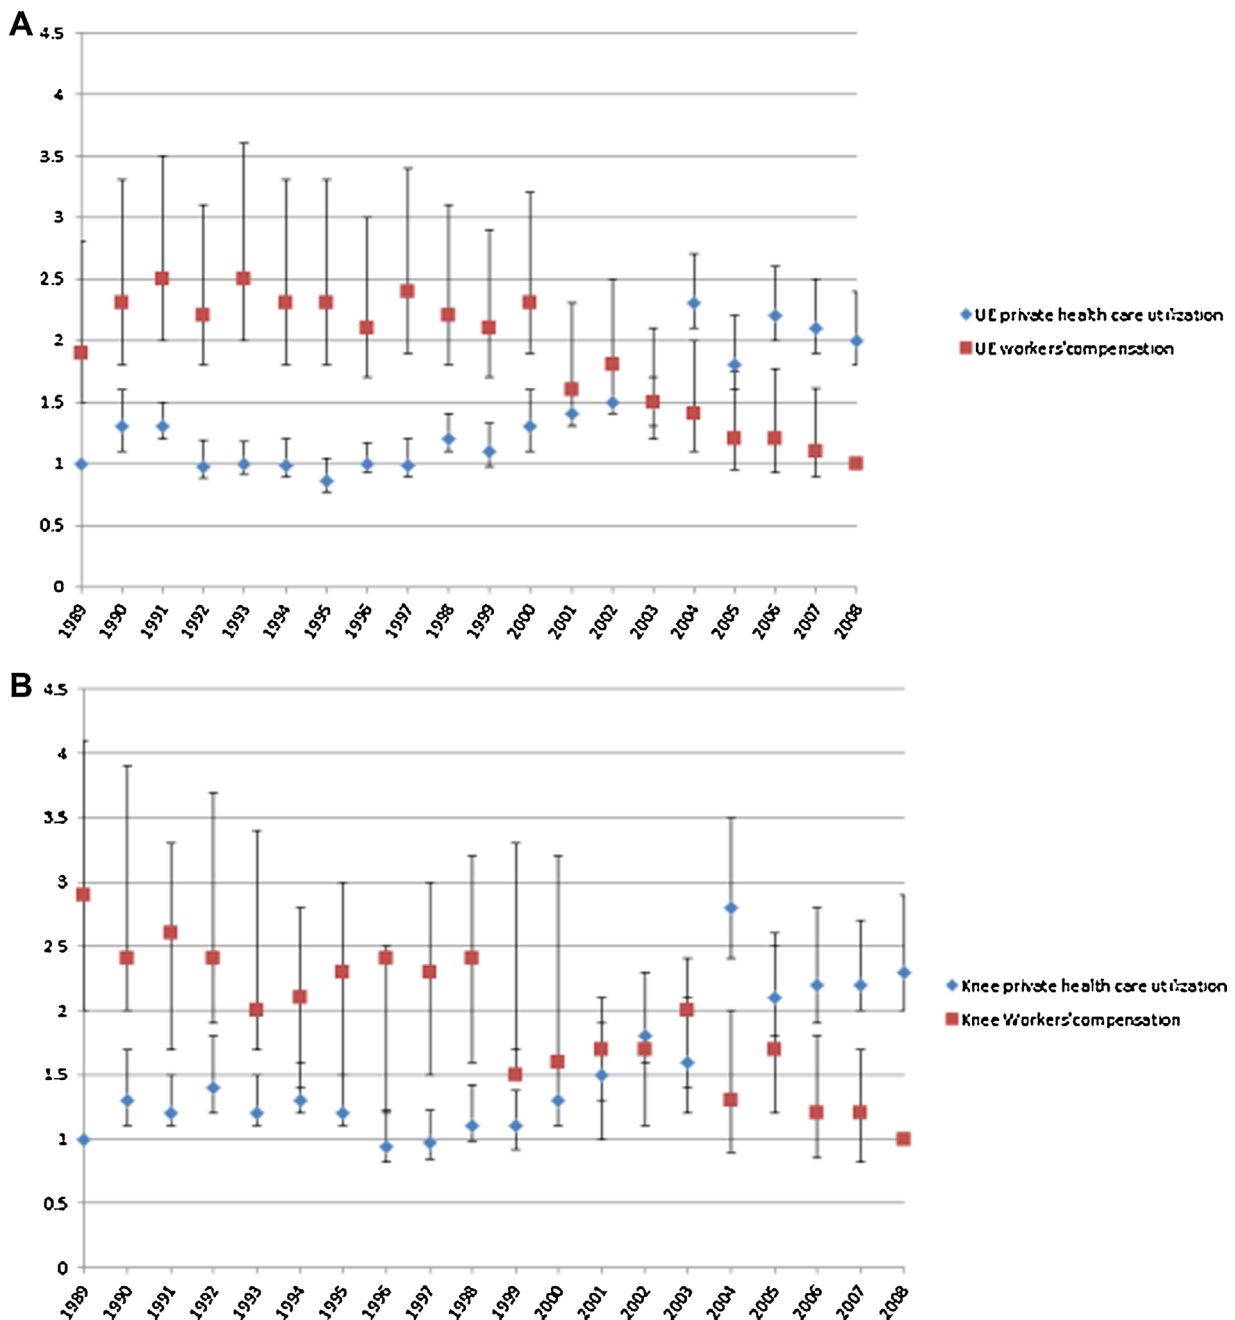 A
4.5
4
3.5
3
2.5
2
1.5
1
0.5
0
1989 1990 1991 1992 1993 1994 1995 1996 1997 1998 1999 2000 2001 2002 2003 2004 2005 2006 2007 2008
UE private health care utilization
UE workers'compensation
B
4.5
4
3.5
3
2.5
2
1.5
1
0.5
0
1989 1990 1991 1992 1993 1994 1995 1996 1997 1998 1999 2000 2001 2002 2003 2004 2005 2006 2007 2008
Knee private health care utilization
Knee Workers'compensation